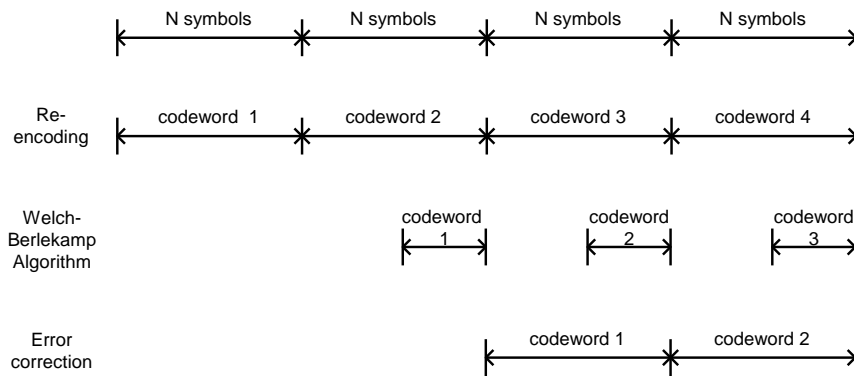 N symbols N symbols N symbols N symbols
Re-
encoding
codeword 1 codeword 2 codeword 3 codeword 4
Welch-
Berlekamp
Algorithm
codeword
1
codeword
2
codeword
3
Error
correction
codeword 1 codeword 2